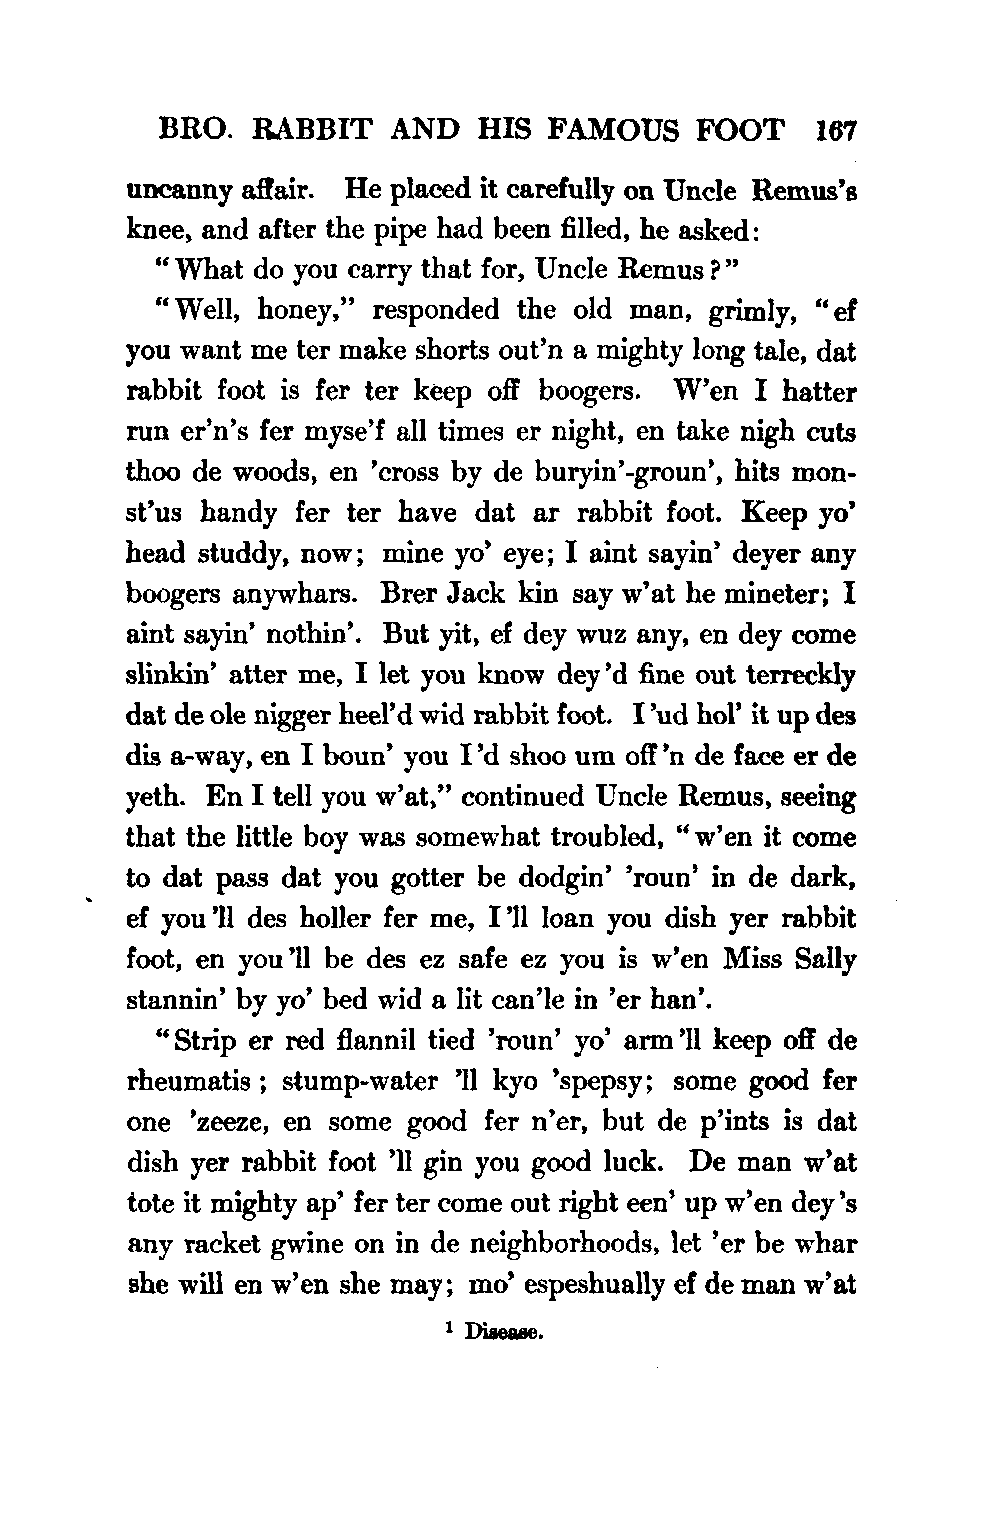 BRO. RABBIT AND HIS FAMOUS FOOT 167
uncanny affair. He placed it carefully on Uncle Remus's
knee, and after the pipe had been filled, he asked:
"What do you carry that for, Uncle Remus?"
"Well, honey," responded the old man, grimly, "ef
you want me ter make shorts out'n a mighty long tale, dat
rabbit foot is fer ter keep off boogers. W'en I hatter
run er'n's fer myse'f all times er night, en take nigh cuts
thoo de woods, en 'cross by de buryin'-groun', hits mon-
st'us handy fer ter have dat ar rabbit foot. Keep yo'
head studdy, now; mine yo' eye; I aint sayin' deyer any
boogers anywhars. Brer Jack kin say w'at he mineter; I
aint sayin' nothin'. But yit, ef dey wuz any, en dey come
slinkin' atter me, I let you know dey'd fine out terreckly
dat de ole nigger heel'd wid rabbit foot. I'ud hol' it up des
dis a-way, en I boun' you I'd shoo um off'n de face er de
yeth. En I tell you w'at," continued Uncle Remus, seeing
that the little boy was somewhat troubled, "w'en it come
to dat pass dat you gotter be dodgin' 'roun' in de dark,
ef you'll des holler fer me, I'll loan you dish yer rabbit
foot, en you'll be des ez safe ez you is w'en Miss Sally
stannin' by yo' bed wid a lit can'le in 'er han'.
"Strip er red flannil tied 'roun' yo' arm'll keep off de
rheumatis; stump-water 'll kyo 'spepsy; some good fer
one 'zeeze, en some good fer n'er, but de p'ints is dat
dish yer rabbit foot 'll gin you good luck. De man w'at
tote it mighty ap' fer ter come out right een' up w'en dey's
any racket gwine on in de neighborhoods, let 'er be whar
she will en w'en she may; mo' espeshually ef de man w'at
1 Disease.